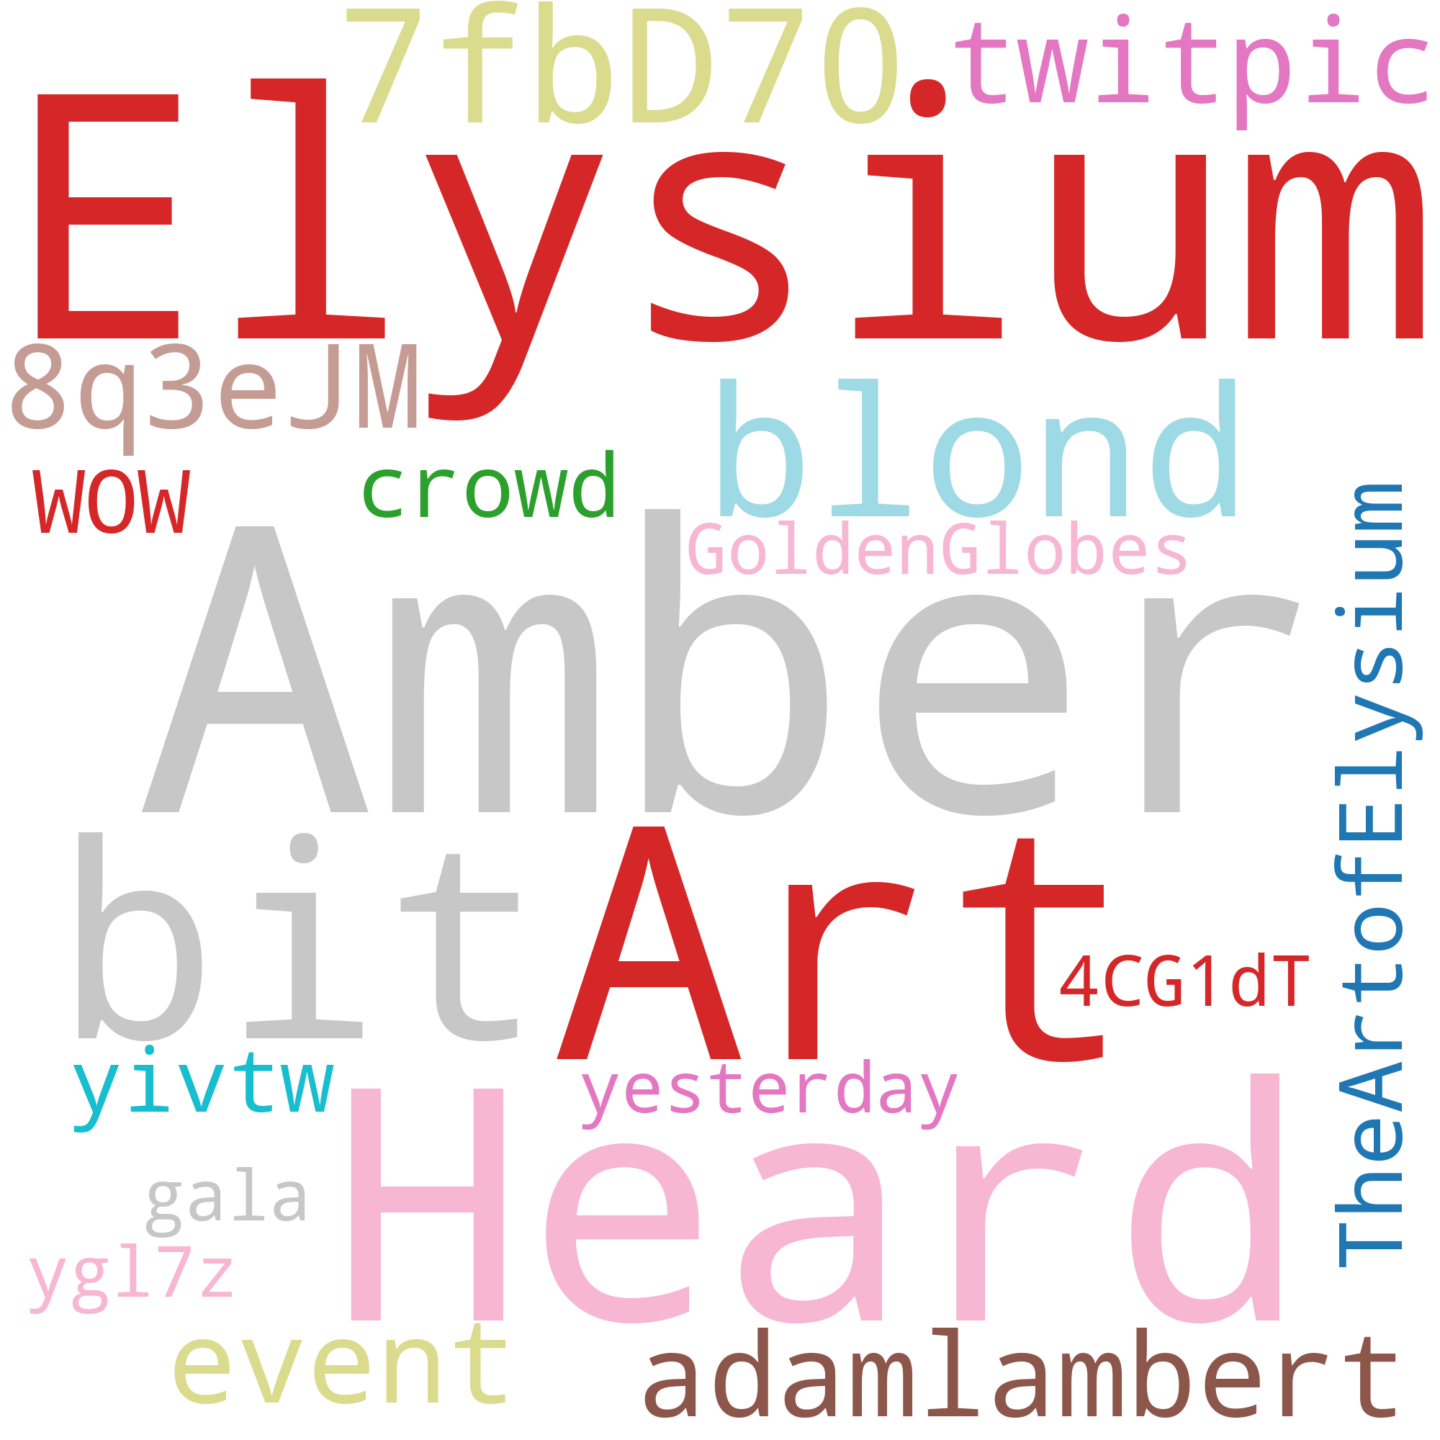 7fbD70
twitpic
Elysium
8q3eJM
blond
WOW
crowd
GoldenGlobes
Amber
TheArtofElysium
bit
Art
4CG1dT
yivtw
yesterday
Heard
gala
ygl7z
event
adamlambert